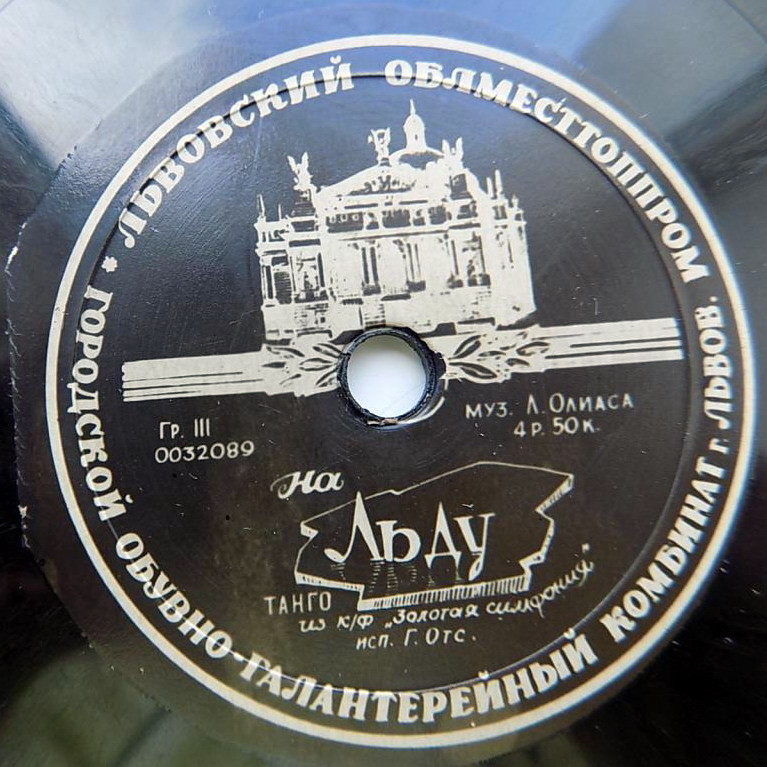 ЛЬВОВСКИЙ ОБЛМЕСТТОППРОМ
* ГОРОДСКОЙ ОБУВНО-ГАЛАНТЕРЕЙНЫЙ КОМБИНАТ г. ЛЬВОВ.
Гр. III
0032089
муз. Л. Олиаса
4 р. 50 к.
На
Льду
ТАНГО
из к/ф „Золотая симфония"
исп. Г. Отс.